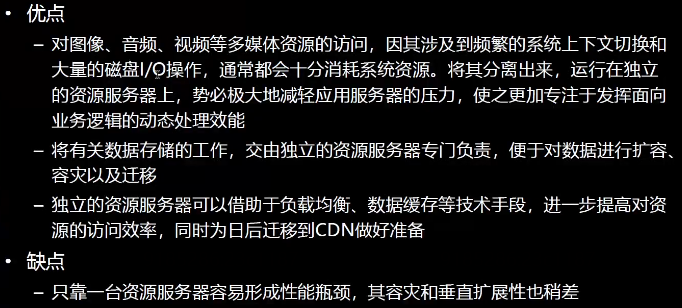 • 优点
– 对图像、音频、视频等多媒体资源的访问，因其涉及到频繁的系统上下文切换和
大量的磁盘I/O操作，通常都会十分消耗系统资源。将其分离出来，运行在独立
的资源服务器上，势必极大地减轻应用服务器的压力，使之更加专注于发挥面向
业务逻辑的动态处理效能
– 将有关数据存储的工作，交由独立的资源服务器专门负责，便于对数据进行扩容、
容灾以及迁移
– 独立的资源服务器可以借助于负载均衡、数据缓存等技术手段，进一步提高对资
源的访问效率，同时为日后迁移到CDN做好准备
• 缺点
– 只靠一台资源服务器容易形成性能瓶颈，其容灾和垂直扩展性也稍差